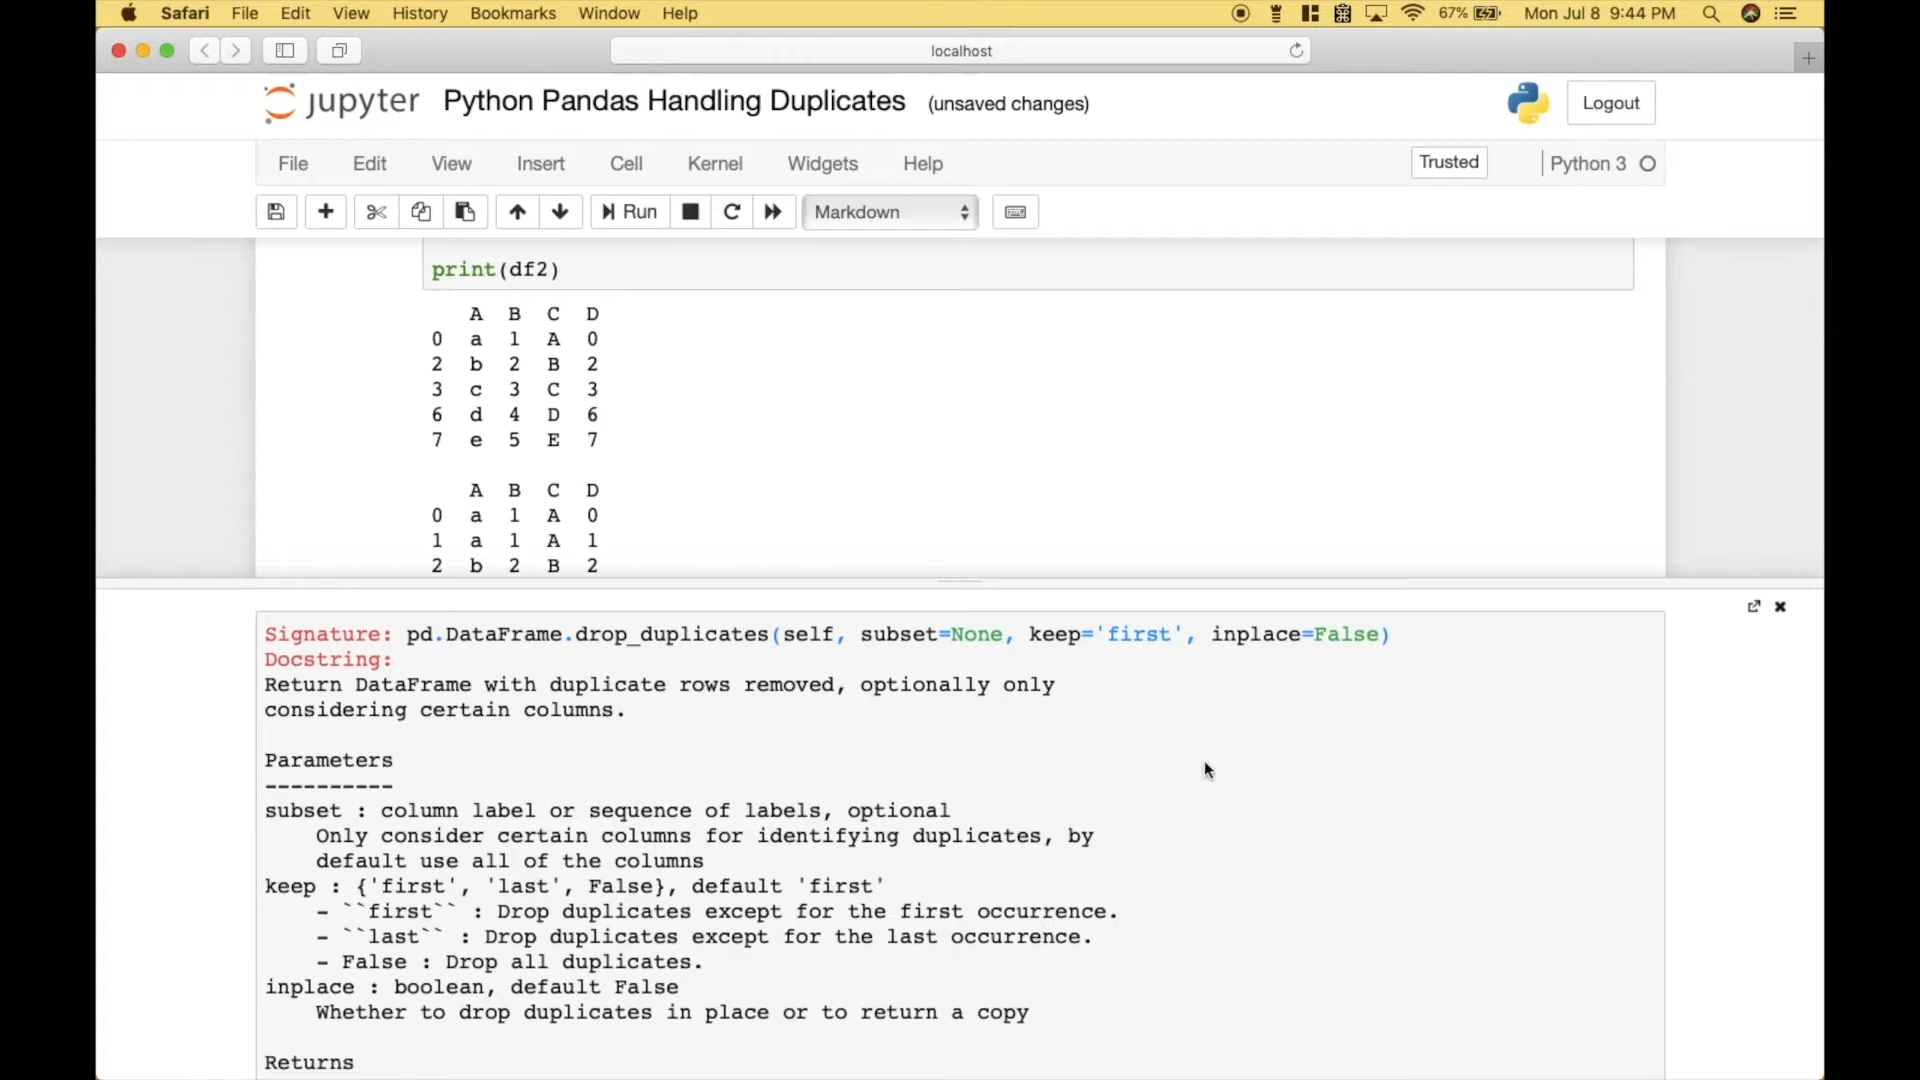 Safari File Edit View History Bookmarks Window Help 67% Mon Jul 8 9:44 PM
localhost
jupyter Python Pandas Handling Duplicates (unsaved changes) Logout
File Edit View Insert Cell Kernel Widgets Help Trusted Python 3
Run Markdown
print(df2)
A B C D
0 a 1 A 0
2 b 2 B 2
3 c 3 C 3
6 d 4 D 6
7 e 5 E 7
A B C D
0 a 1 A 0
1 a 1 A 1
2 b 2 B 2
Signature: pd.DataFrame.drop_duplicates(self, subset=None, keep='first', inplace=False)
Docstring:
Return DataFrame with duplicate rows removed, optionally only
considering certain columns.
Parameters
----------
subset : column label or sequence of labels, optional
Only consider certain columns for identifying duplicates, by
default use all of the columns
keep : {'first', 'last', False}, default 'first'
- ``first`` : Drop duplicates except for the first occurrence.
- ``last`` : Drop duplicates except for the last occurrence.
- False : Drop all duplicates.
inplace : boolean, default False
Whether to drop duplicates in place or to return a copy
Returns